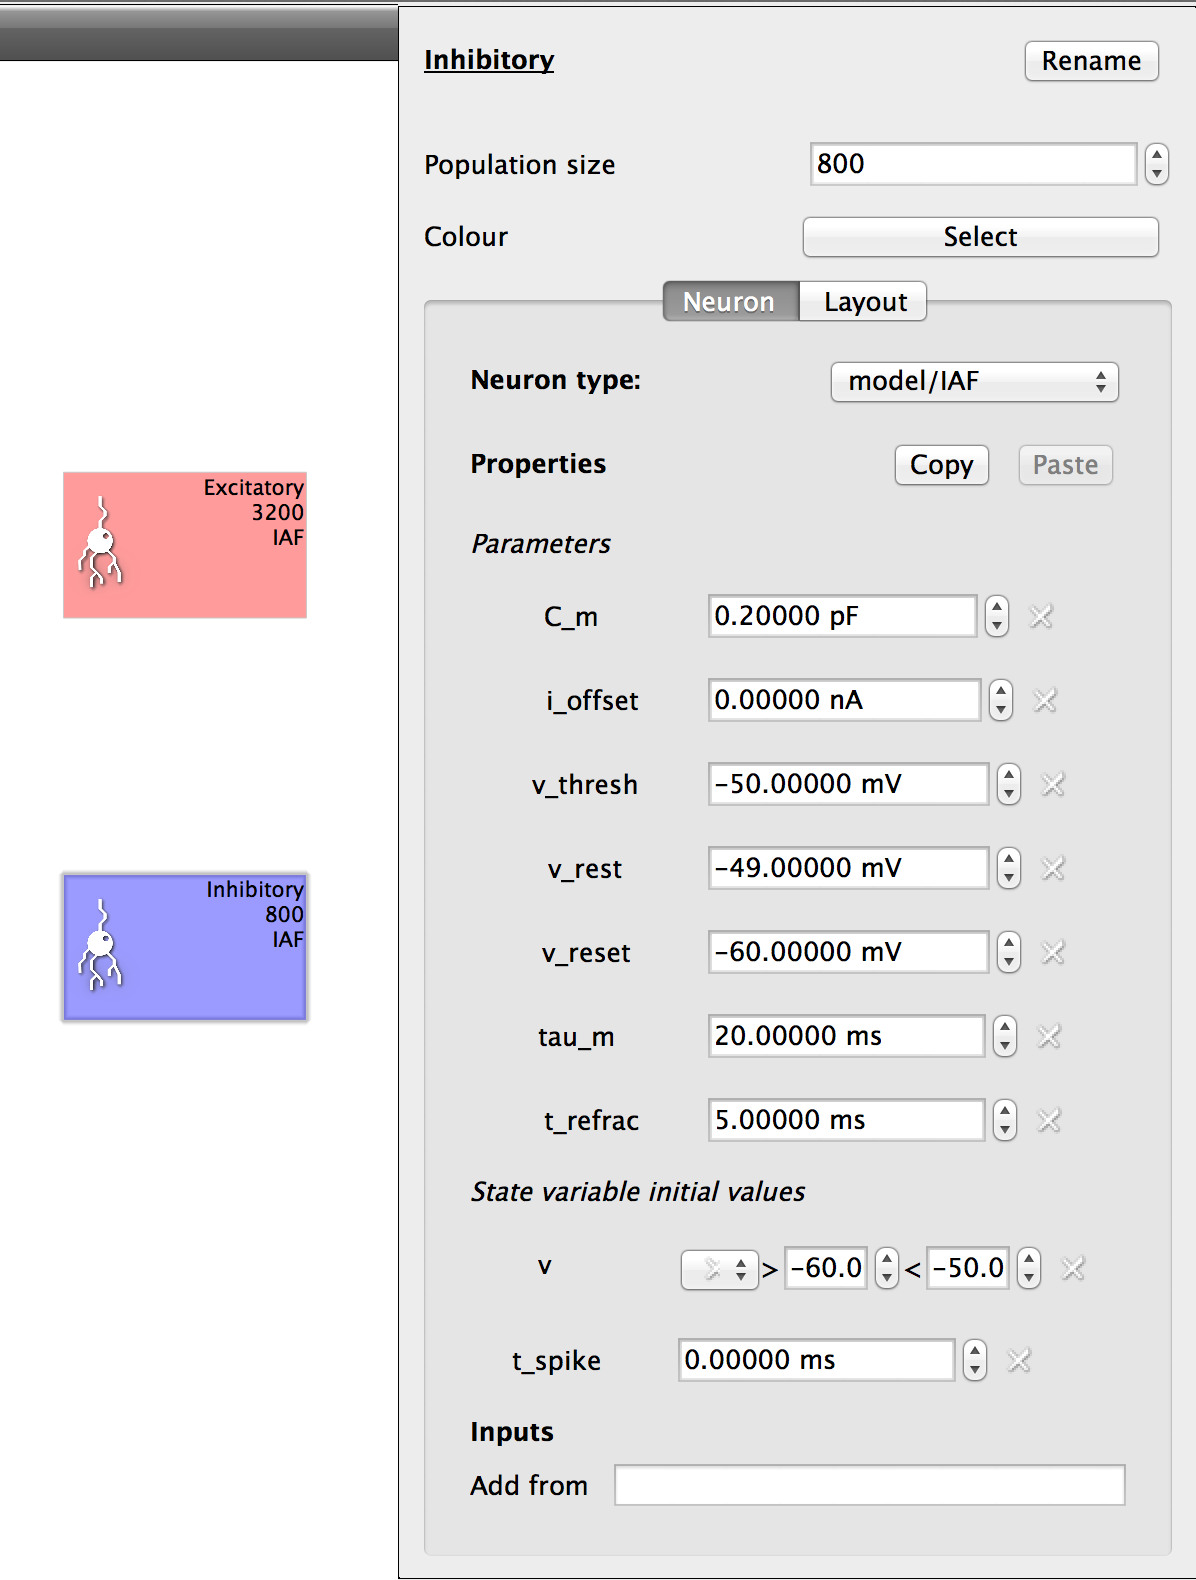 Inhibitory
Rename
Population size
800
Colour
Select
Neuron
Layout
Neuron type:
model/IAF
Properties
Copy
Paste
Parameters
C_m
0.20000 pF
i_offset
0.00000 nA
v_thresh
-50.00000 mV
v_rest
-49.00000 mV
v_reset
-60.00000 mV
tau_m
20.00000 ms
t_refrac
5.00000 ms
State variable initial values
v
> -60.0 < -50.0
t_spike
0.00000 ms
Inputs
Add from
Excitatory
3200
IAF
Inhibitory
800
IAF